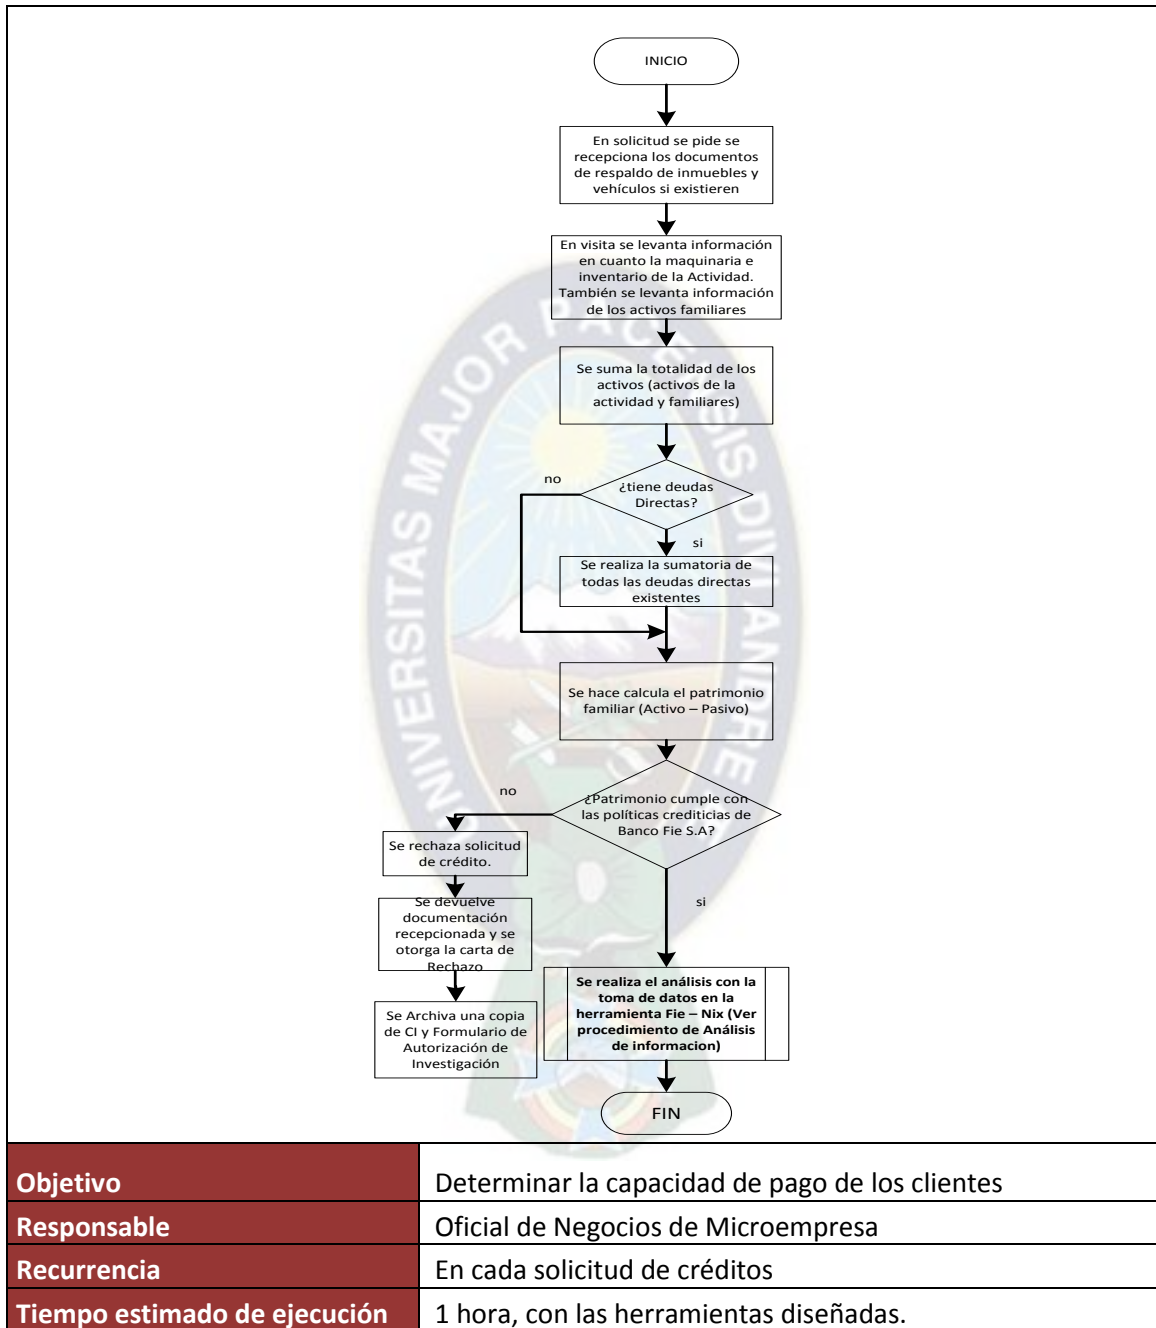 INICIO
En solicitud se pide se
recepciona los documentos
de respaldo de inmuebles y
vehículos si existieren
En visita se levanta información
en cuanto la maquinaria e
inventario de la Actividad.
También se levanta información
de los activos familiares
Se suma la totalidad de los
activos (activos de la
actividad y familiares)
no
¿tiene deudas
Directas?
si
Se realiza la sumatoria de
todas las deudas directas
existentes
Se hace calcula el patrimonio
familiar (Activo – Pasivo)
no
¿Patrimonio cumple con
las políticas crediticias de
Banco Fie S.A?
Se rechaza solicitud
de crédito.
si
Se devuelve
documentación
recepcionada y se
otorga la carta de
Rechazo
Se realiza el análisis con la
toma de datos en la
herramienta Fie – Nix (Ver
procedimiento de Análisis
de informacion)
Se Archiva una copia
de CI y Formulario de
Autorización de
Investigación
FIN
UNIVERSITAS MAJOR PACENSIS DIVI ANDRE
Objetivo Determinar la capacidad de pago de los clientes
Responsable Oficial de Negocios de Microempresa
Recurrencia En cada solicitud de créditos
Tiempo estimado de ejecución 1 hora, con las herramientas diseñadas.